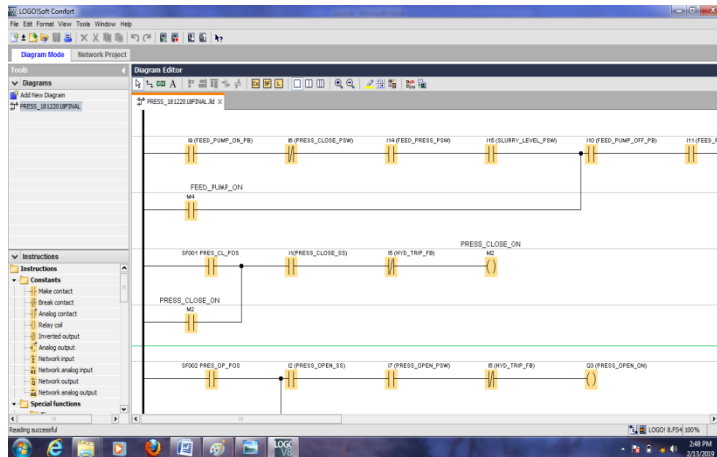 LOGO!Soft Comfort
File Edit Format View Tools Window Help
Diagram Mode Network Project
Tools
Diagram Editor
Diagrams
Add New Diagram
PRESS_18122018FINAL
PRESS_18122018FINAL.lld X
I9 (FEED_PUMP_ON_PB) I6 (PRESS_CLOSE_PSW) I14 (FEED_PRESS_PSW) I15 (SLURRY_LEVEL_PSW) I10 (FEED_PUMP_OFF_PB) I11 (FEED_F
FEED_PUMP_ON
M4
PRESS_CLOSE_ON
SF001 PRES_CL_POS I1(PRESS_CLOSE_SS) I5 (HYD_TRIP_FB) M2
PRESS_CLOSE_ON
M2
SF002 PRES_OP_POS I2 (PRESS_OPEN_SS) I7 (PRESS_OPEN_PSW) I5 (HYD_TRIP_FB) Q3 (PRESS_OPEN_ON)
Instructions
Instructions
Constants
Make contact
Break contact
Analog contact
Relay coil
Inverted output
Analog output
Network input
Network analog input
Network output
Network analog output
Special functions
Reading successful
LOGO! 8.FS4 100%
2:48 PM
2/13/2019